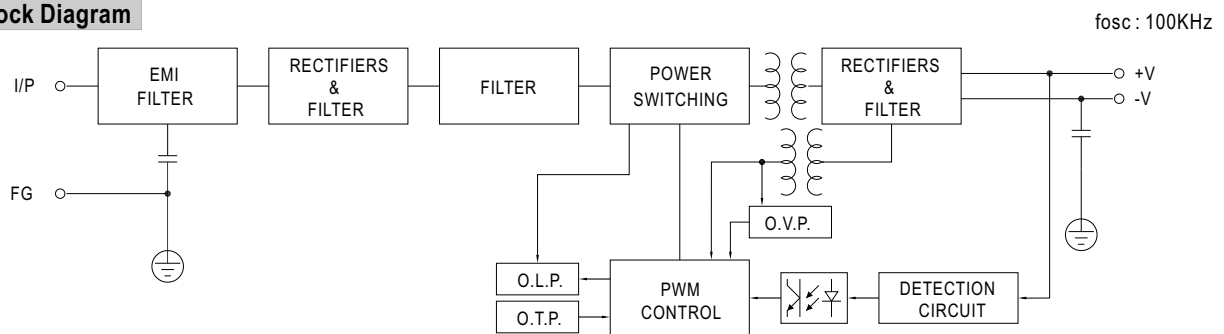 ock Diagram
fosc : 100KHz
I/P
EMI
FILTER
RECTIFIERS
&
FILTER
FILTER
POWER
SWITCHING
RECTIFIERS
&
FILTER
+V
-V
FG
O.V.P.
O.L.P.
O.T.P.
PWM
CONTROL
DETECTION
CIRCUIT